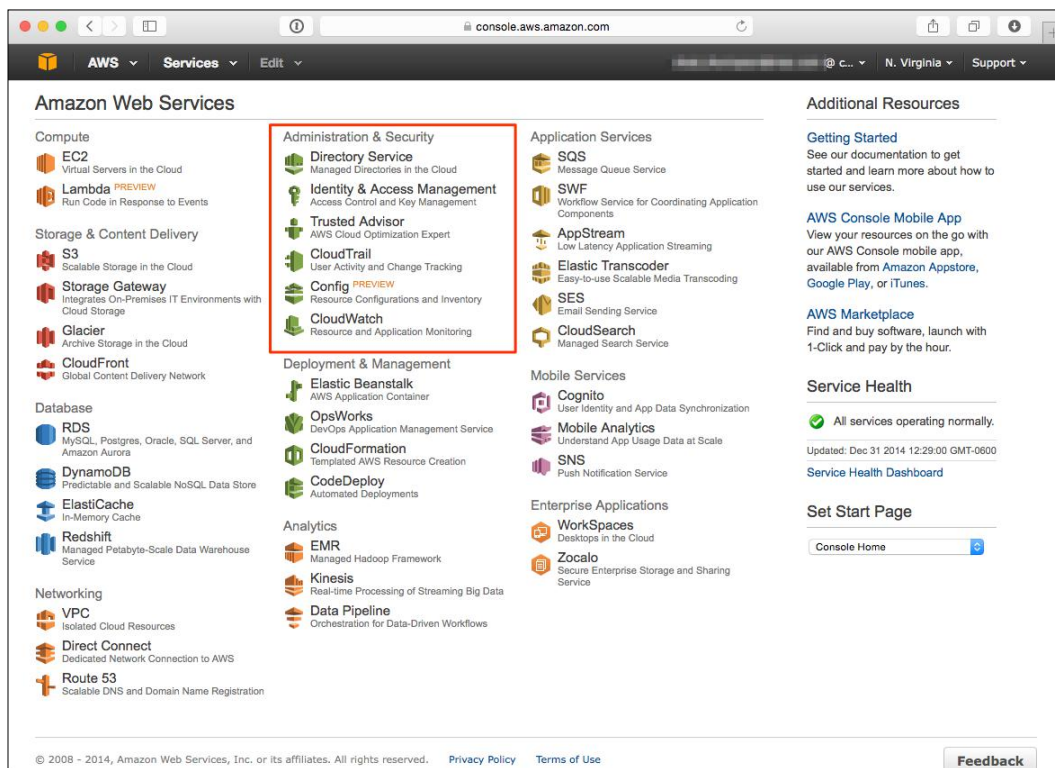 console.aws.amazon.com
AWS Services Edit
@ c... N. Virginia Support
Amazon Web Services
Compute
EC2
Virtual Servers in the Cloud
Lambda PREVIEW
Run Code in Response to Events
Storage & Content Delivery
S3
Scalable Storage in the Cloud
Storage Gateway
Integrates On-Premises IT Environments with
Cloud Storage
Glacier
Archive Storage in the Cloud
CloudFront
Global Content Delivery Network
Database
RDS
MySQL, Postgres, Oracle, SQL Server, and
Amazon Aurora
DynamoDB
Predictable and Scalable NoSQL Data Store
ElastiCache
In-Memory Cache
Redshift
Managed Petabyte-Scale Data Warehouse
Service
Networking
VPC
Isolated Cloud Resources
Direct Connect
Dedicated Network Connection to AWS
Route 53
Scalable DNS and Domain Name Registration
Administration & Security
Directory Service
Managed Directories in the Cloud
Identity & Access Management
Access Control and Key Management
Trusted Advisor
AWS Cloud Optimization Expert
CloudTrail
User Activity and Change Tracking
Config PREVIEW
Resource Configurations and Inventory
CloudWatch
Resource and Application Monitoring
Deployment & Management
Elastic Beanstalk
AWS Application Container
OpsWorks
DevOps Application Management Service
CloudFormation
Templated AWS Resource Creation
CodeDeploy
Automated Deployments
Analytics
EMR
Managed Hadoop Framework
Kinesis
Real-time Processing of Streaming Big Data
Data Pipeline
Orchestration for Data-Driven Workflows
Application Services
SQS
Message Queue Service
SWF
Workflow Service for Coordinating Application
Components
AppStream
Low Latency Application Streaming
Elastic Transcoder
Easy-to-use Scalable Media Transcoding
SES
Email Sending Service
CloudSearch
Managed Search Service
Mobile Services
Cognito
User Identity and App Data Synchronization
Mobile Analytics
Understand App Usage Data at Scale
SNS
Push Notification Service
Enterprise Applications
WorkSpaces
Desktops in the Cloud
Zocalo
Secure Enterprise Storage and Sharing
Service
Additional Resources
Getting Started
See our documentation to get
started and learn more about how to
use our services.
AWS Console Mobile App
View your resources on the go with
our AWS Console mobile app,
available from Amazon Appstore,
Google Play, or iTunes.
AWS Marketplace
Find and buy software, launch with
1-Click and pay by the hour.
Service Health
All services operating normally.
Updated: Dec 31 2014 12:29:00 GMT-0600
Service Health Dashboard
Set Start Page
Console Home
© 2008 - 2014, Amazon Web Services, Inc. or its affiliates. All rights reserved. Privacy Policy Terms of Use
Feedback